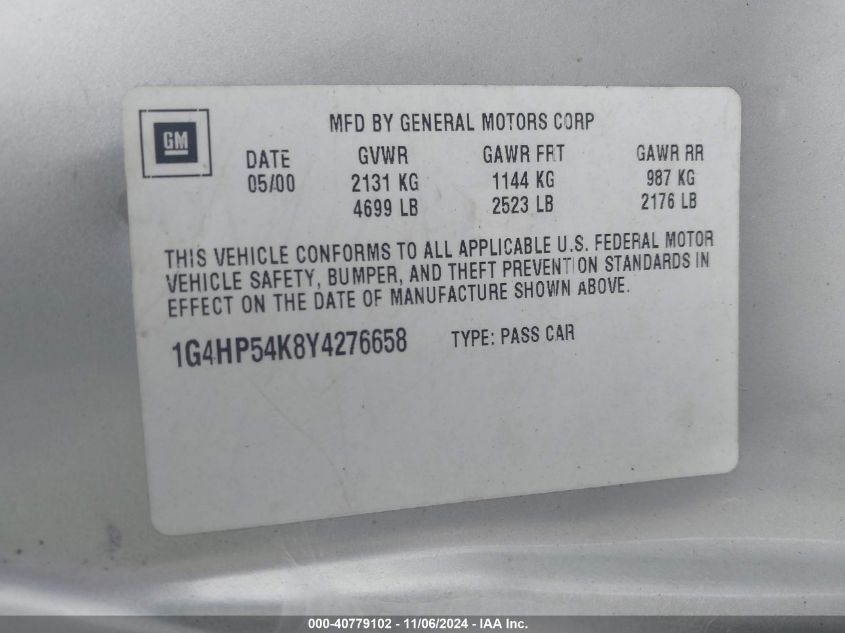 GM
MFD BY GENERAL MOTORS CORP
DATE GVWR GAWR FRT GAWR RR
05/00 2131 KG 1144 KG 987 KG
4699 LB 2523 LB 2176 LB
THIS VEHICLE CONFORMS TO ALL APPLICABLE U.S. FEDERAL MOTOR
VEHICLE SAFETY, BUMPER, AND THEFT PREVENTION STANDARDS IN
EFFECT ON THE DATE OF MANUFACTURE SHOWN ABOVE.
1G4HP54K8Y4276658 TYPE: PASS CAR
000-40779102 - 11/06/2024 - IAA Inc.